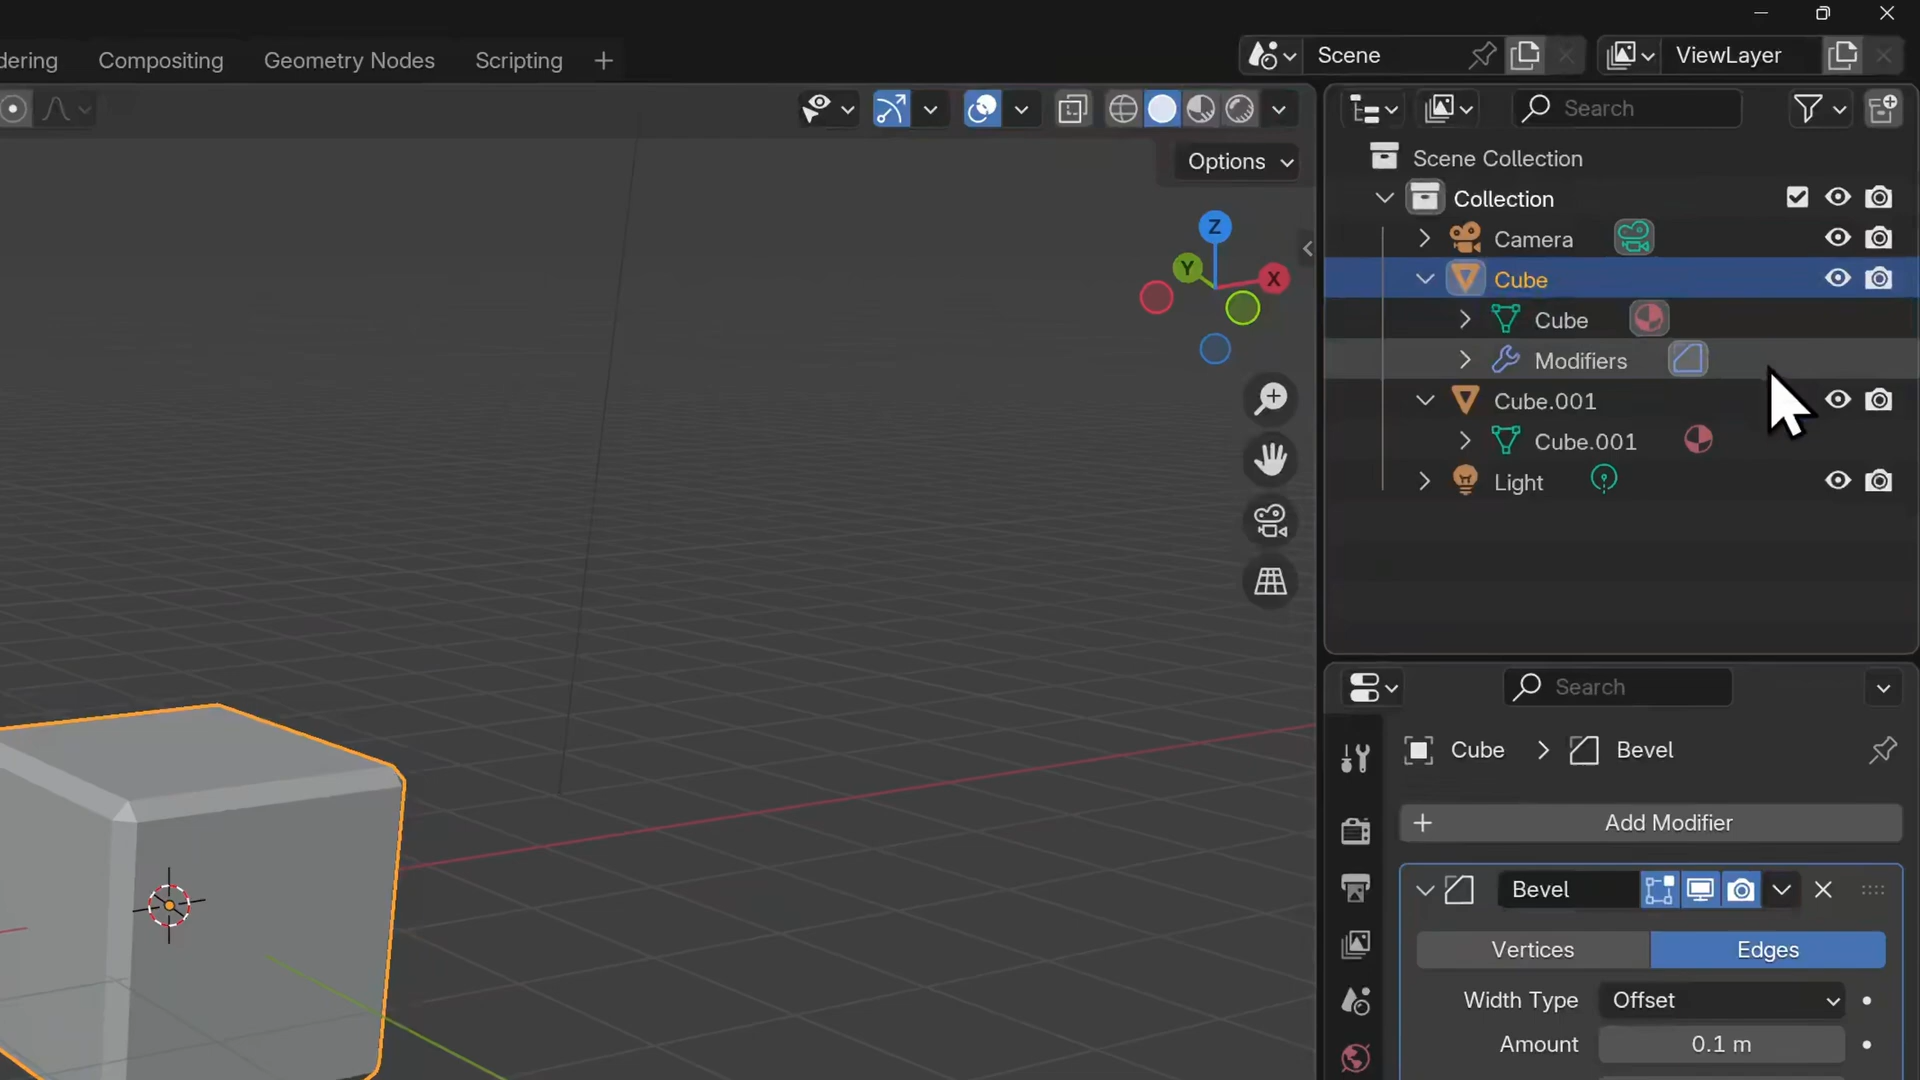 dering Compositing Geometry Nodes Scripting +
Scene
ViewLayer
Search
Options
Z
Y
X
Scene Collection
Collection
Camera
Cube
Cube
Modifiers
Cube.001
Cube.001
Light
Search
Cube > Bevel
+ Add Modifier
Bevel
Vertices Edges
Width Type Offset
Amount 0.1 m